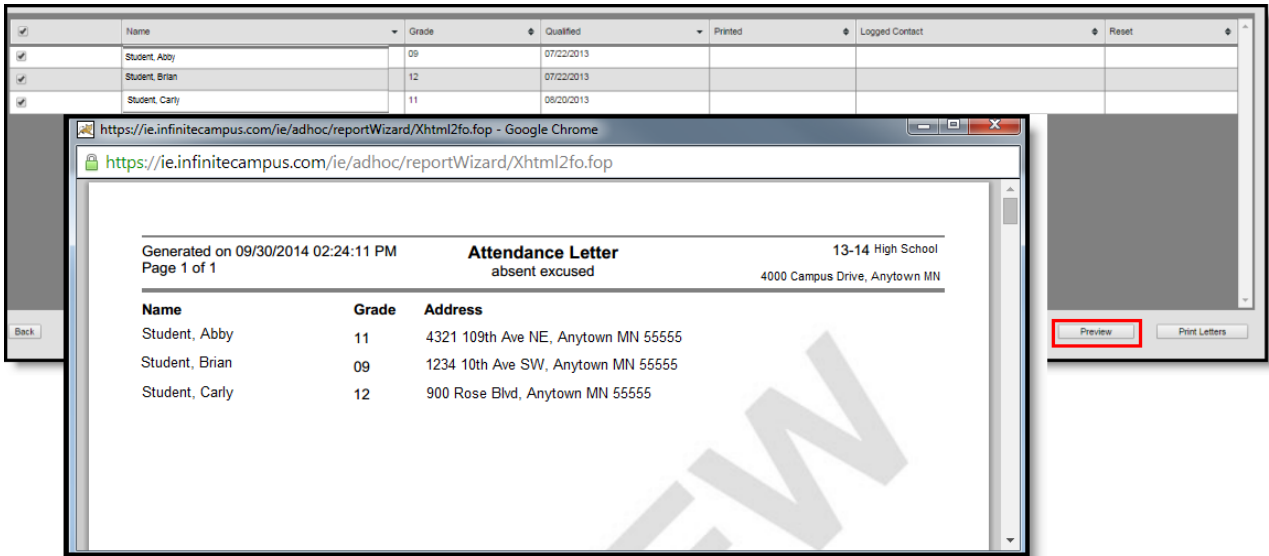 Name Grade Qualified Printed Logged Contact Reset
Student, Abby 09 07/22/2013
Student, Brian 12 07/22/2013
Student, Carly 11 08/20/2013
https://ie.infinitecampus.com/ie/adhoc/reportWizard/Xhtml2fo.fop - Google Chrome
https://ie.infinitecampus.com/ie/adhoc/reportWizard/Xhtml2fo.fop
Generated on 09/30/2014 02:24:11 PM Attendance Letter 13-14 High School
Page 1 of 1 absent excused 4000 Campus Drive, Anytown MN
Name Grade Address
Student, Abby 11 4321 109th Ave NE, Anytown MN 55555
Student, Brian 09 1234 10th Ave SW, Anytown MN 55555
Student, Carly 12 900 Rose Blvd, Anytown MN 55555
EW
Back Preview Print Letters